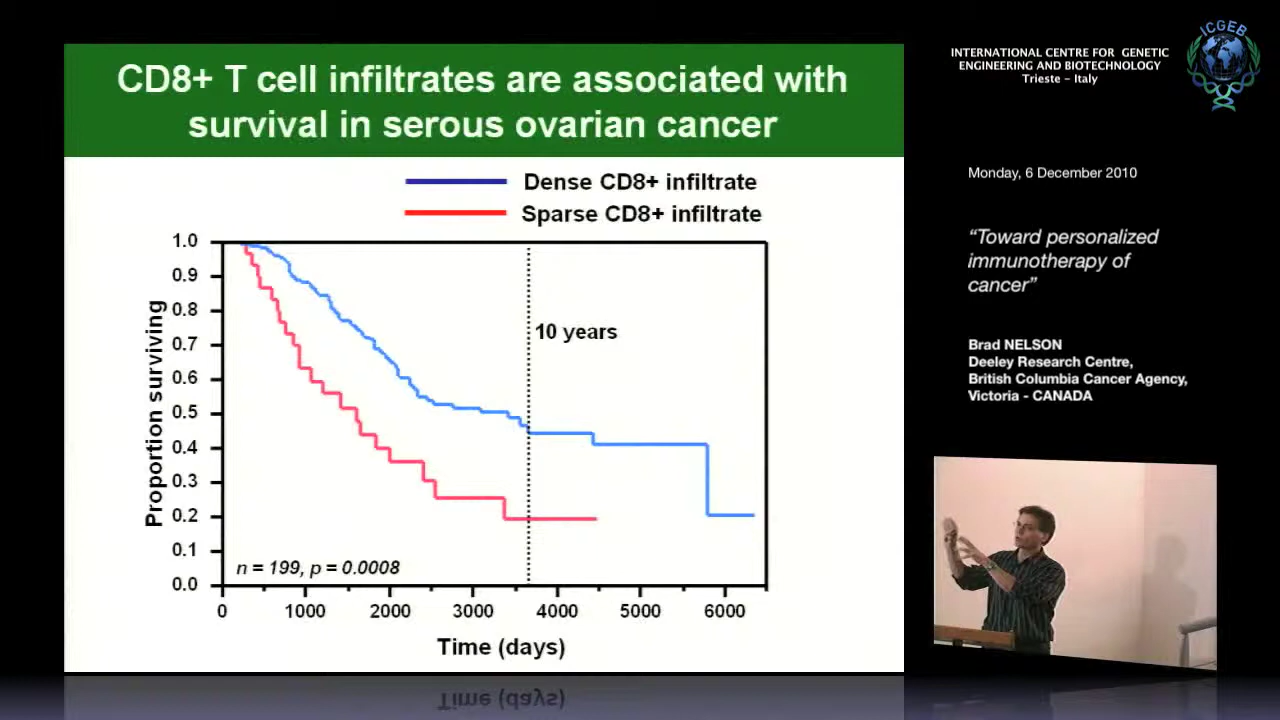 CD8+ T cell infiltrates are associated with
survival in serous ovarian cancer
Dense CD8+ infiltrate
Sparse CD8+ infiltrate
1.0
0.9
0.8
0.7
0.6
0.5
0.4
0.3
0.2
0.1
0.0
Proportion surviving
10 years
n = 199, p = 0.0008
0 1000 2000 3000 4000 5000 6000
Time (days)
Time (days)
INTERNATIONAL CENTRE FOR GENETIC
ENGINEERING AND BIOTECHNOLOGY
Trieste – Italy
ICGEB
Monday, 6 December 2010
“Toward personalized
immunotherapy of
cancer”
Brad NELSON
Deeley Research Centre,
British Columbia Cancer Agency,
Victoria - CANADA